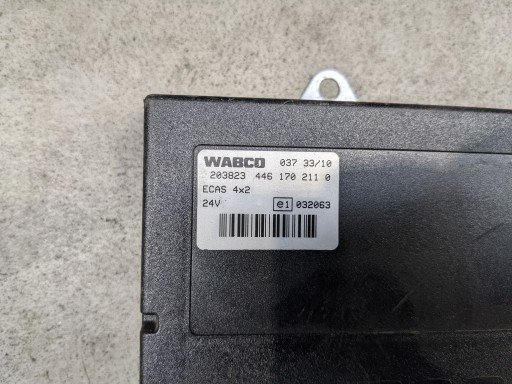 WABCO 037 33/10
203823 446 170 211 0
ECAS 4x2
24V e1 032063